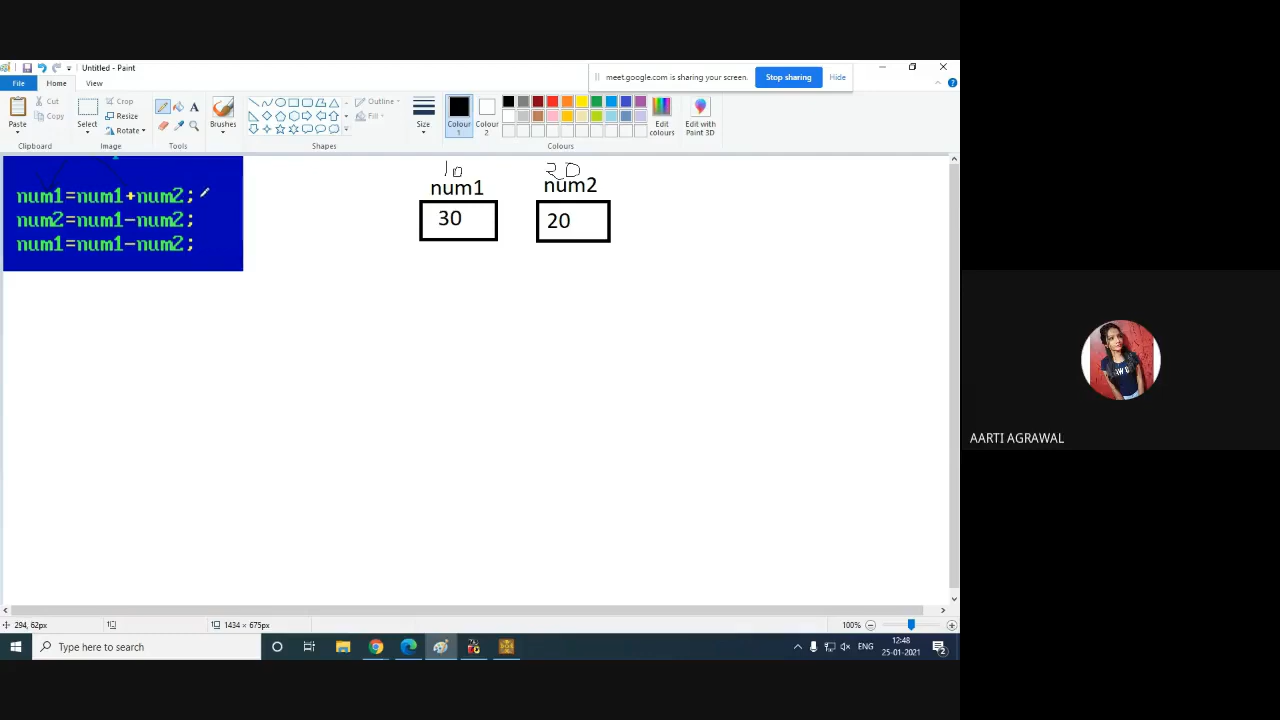 Untitled - Paint
meet.google.com is sharing your screen.
Stop sharing
Hide
File
Home
View
Paste
Cut
Copy
Clipboard
Select
Crop
Resize
Rotate
Image
A
Tools
Brushes
Shapes
Outline
Fill
Size
Colour 1
Colour 2
Edit colours
Edit with Paint 3D
Colours
num1=num1+num2;
num2=num1-num2;
num1=num1-num2;
10
num1
30
20
num2
20
AARTI AGRAWAL
294, 62px
1434 × 675px
100%
Type here to search
ENG
12:48
25-01-2021
2